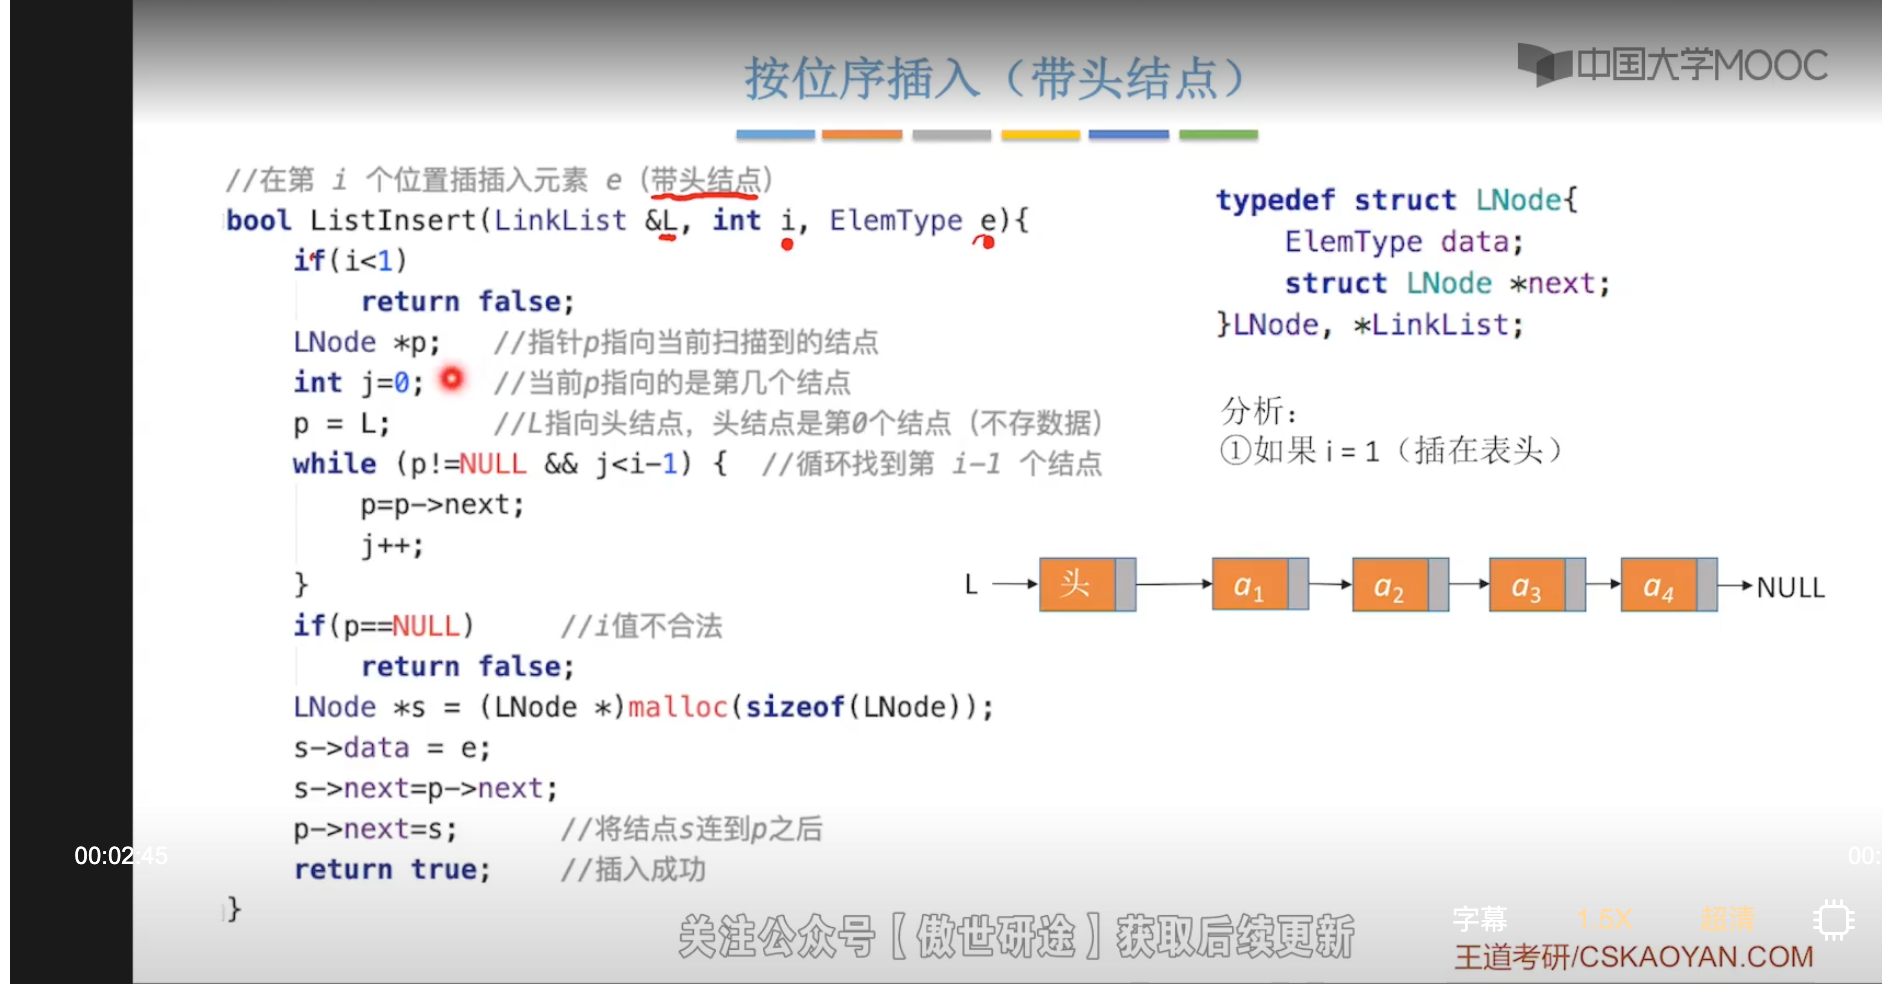 按位序插入（带头结点）
中国大学MOOC
//在第 i 个位置插插入元素 e（带头结点）
bool ListInsert(LinkList &L, int i, ElemType e){
if(i<1)
return false;
LNode *p; //指针p指向当前扫描到的结点
int j=0; //当前p指向的是第几个结点
p = L; //L指向头结点，头结点是第0个结点（不存数据）
while (p!=NULL && j<i-1) { //循环找到第 i-1 个结点
p=p->next;
j++;
}
if(p==NULL) //i值不合法
return false;
LNode *s = (LNode *)malloc(sizeof(LNode));
s->data = e;
s->next=p->next;
p->next=s; //将结点s连到p之后
return true; //插入成功
}
typedef struct LNode{
ElemType data;
struct LNode *next;
}LNode, *LinkList;
分析：
①如果 i = 1（插在表头）
L 头 a1 a2 a3 a4 NULL
00:02:45
00:
关注公众号【傲世研途】获取后续更新
字幕 1.5X 超清
王道考研/CSKAOYAN.COM